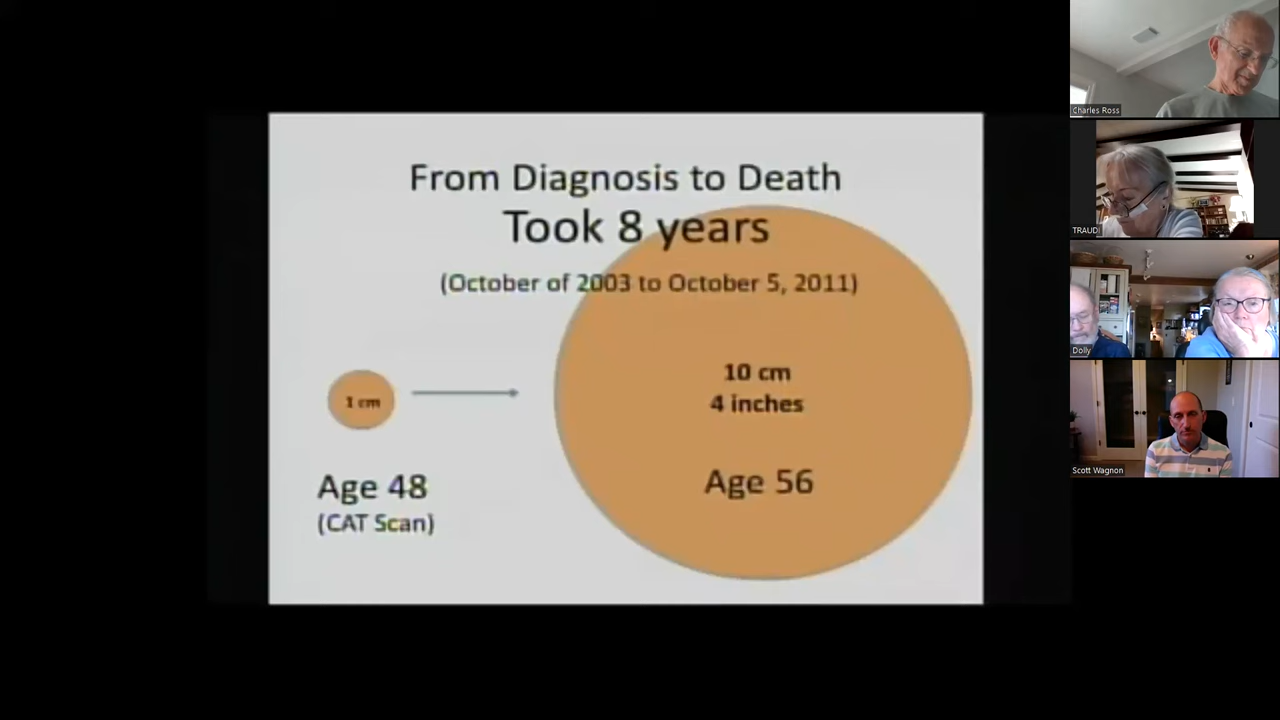 From Diagnosis to Death
Took 8 years
(October of 2003 to October 5, 2011)
1 cm
10 cm
4 inches
Age 48
(CAT Scan)
Age 56
Charles Ross
TRAUDI
Dolly
Scott Wagnon